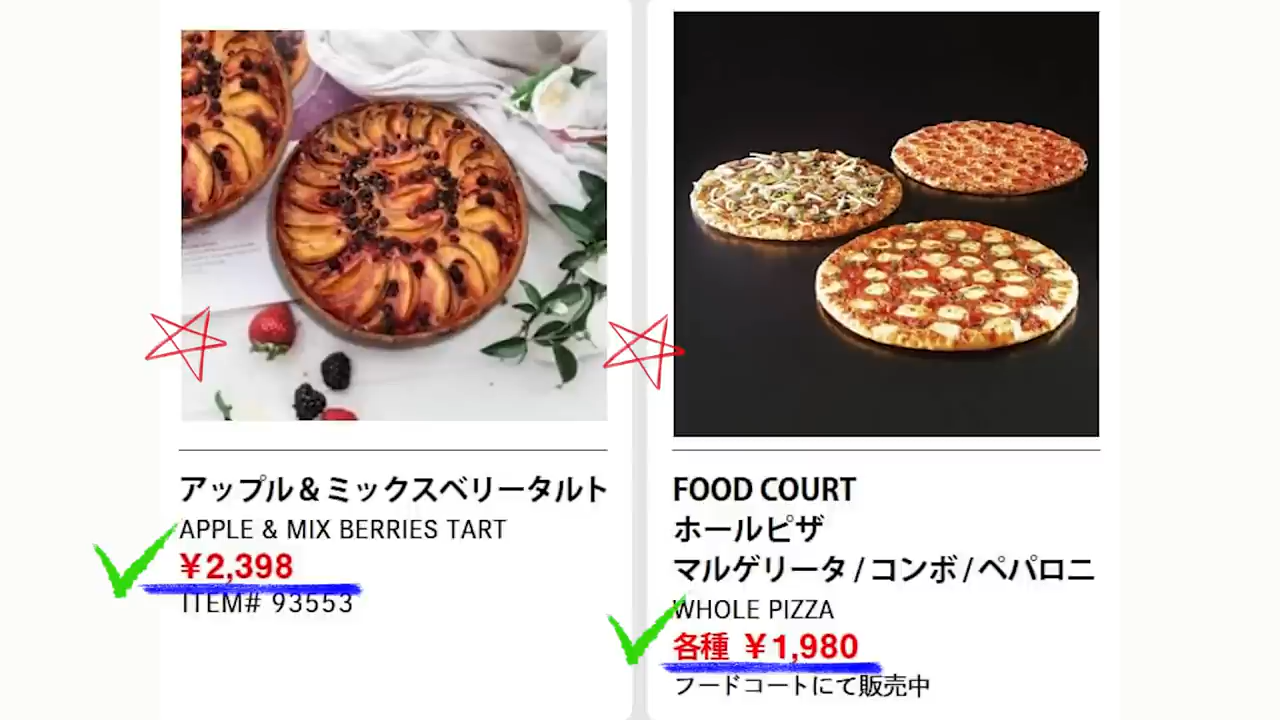 アップル&ミックスベリータルト
APPLE & MIX BERRIES TART
¥2,398
ITEM# 93553
FOOD COURT
ホールピザ
マルゲリータ/コンボ/ペパロニ
WHOLE PIZZA
各種 ¥1,980
フードコートにて販売中